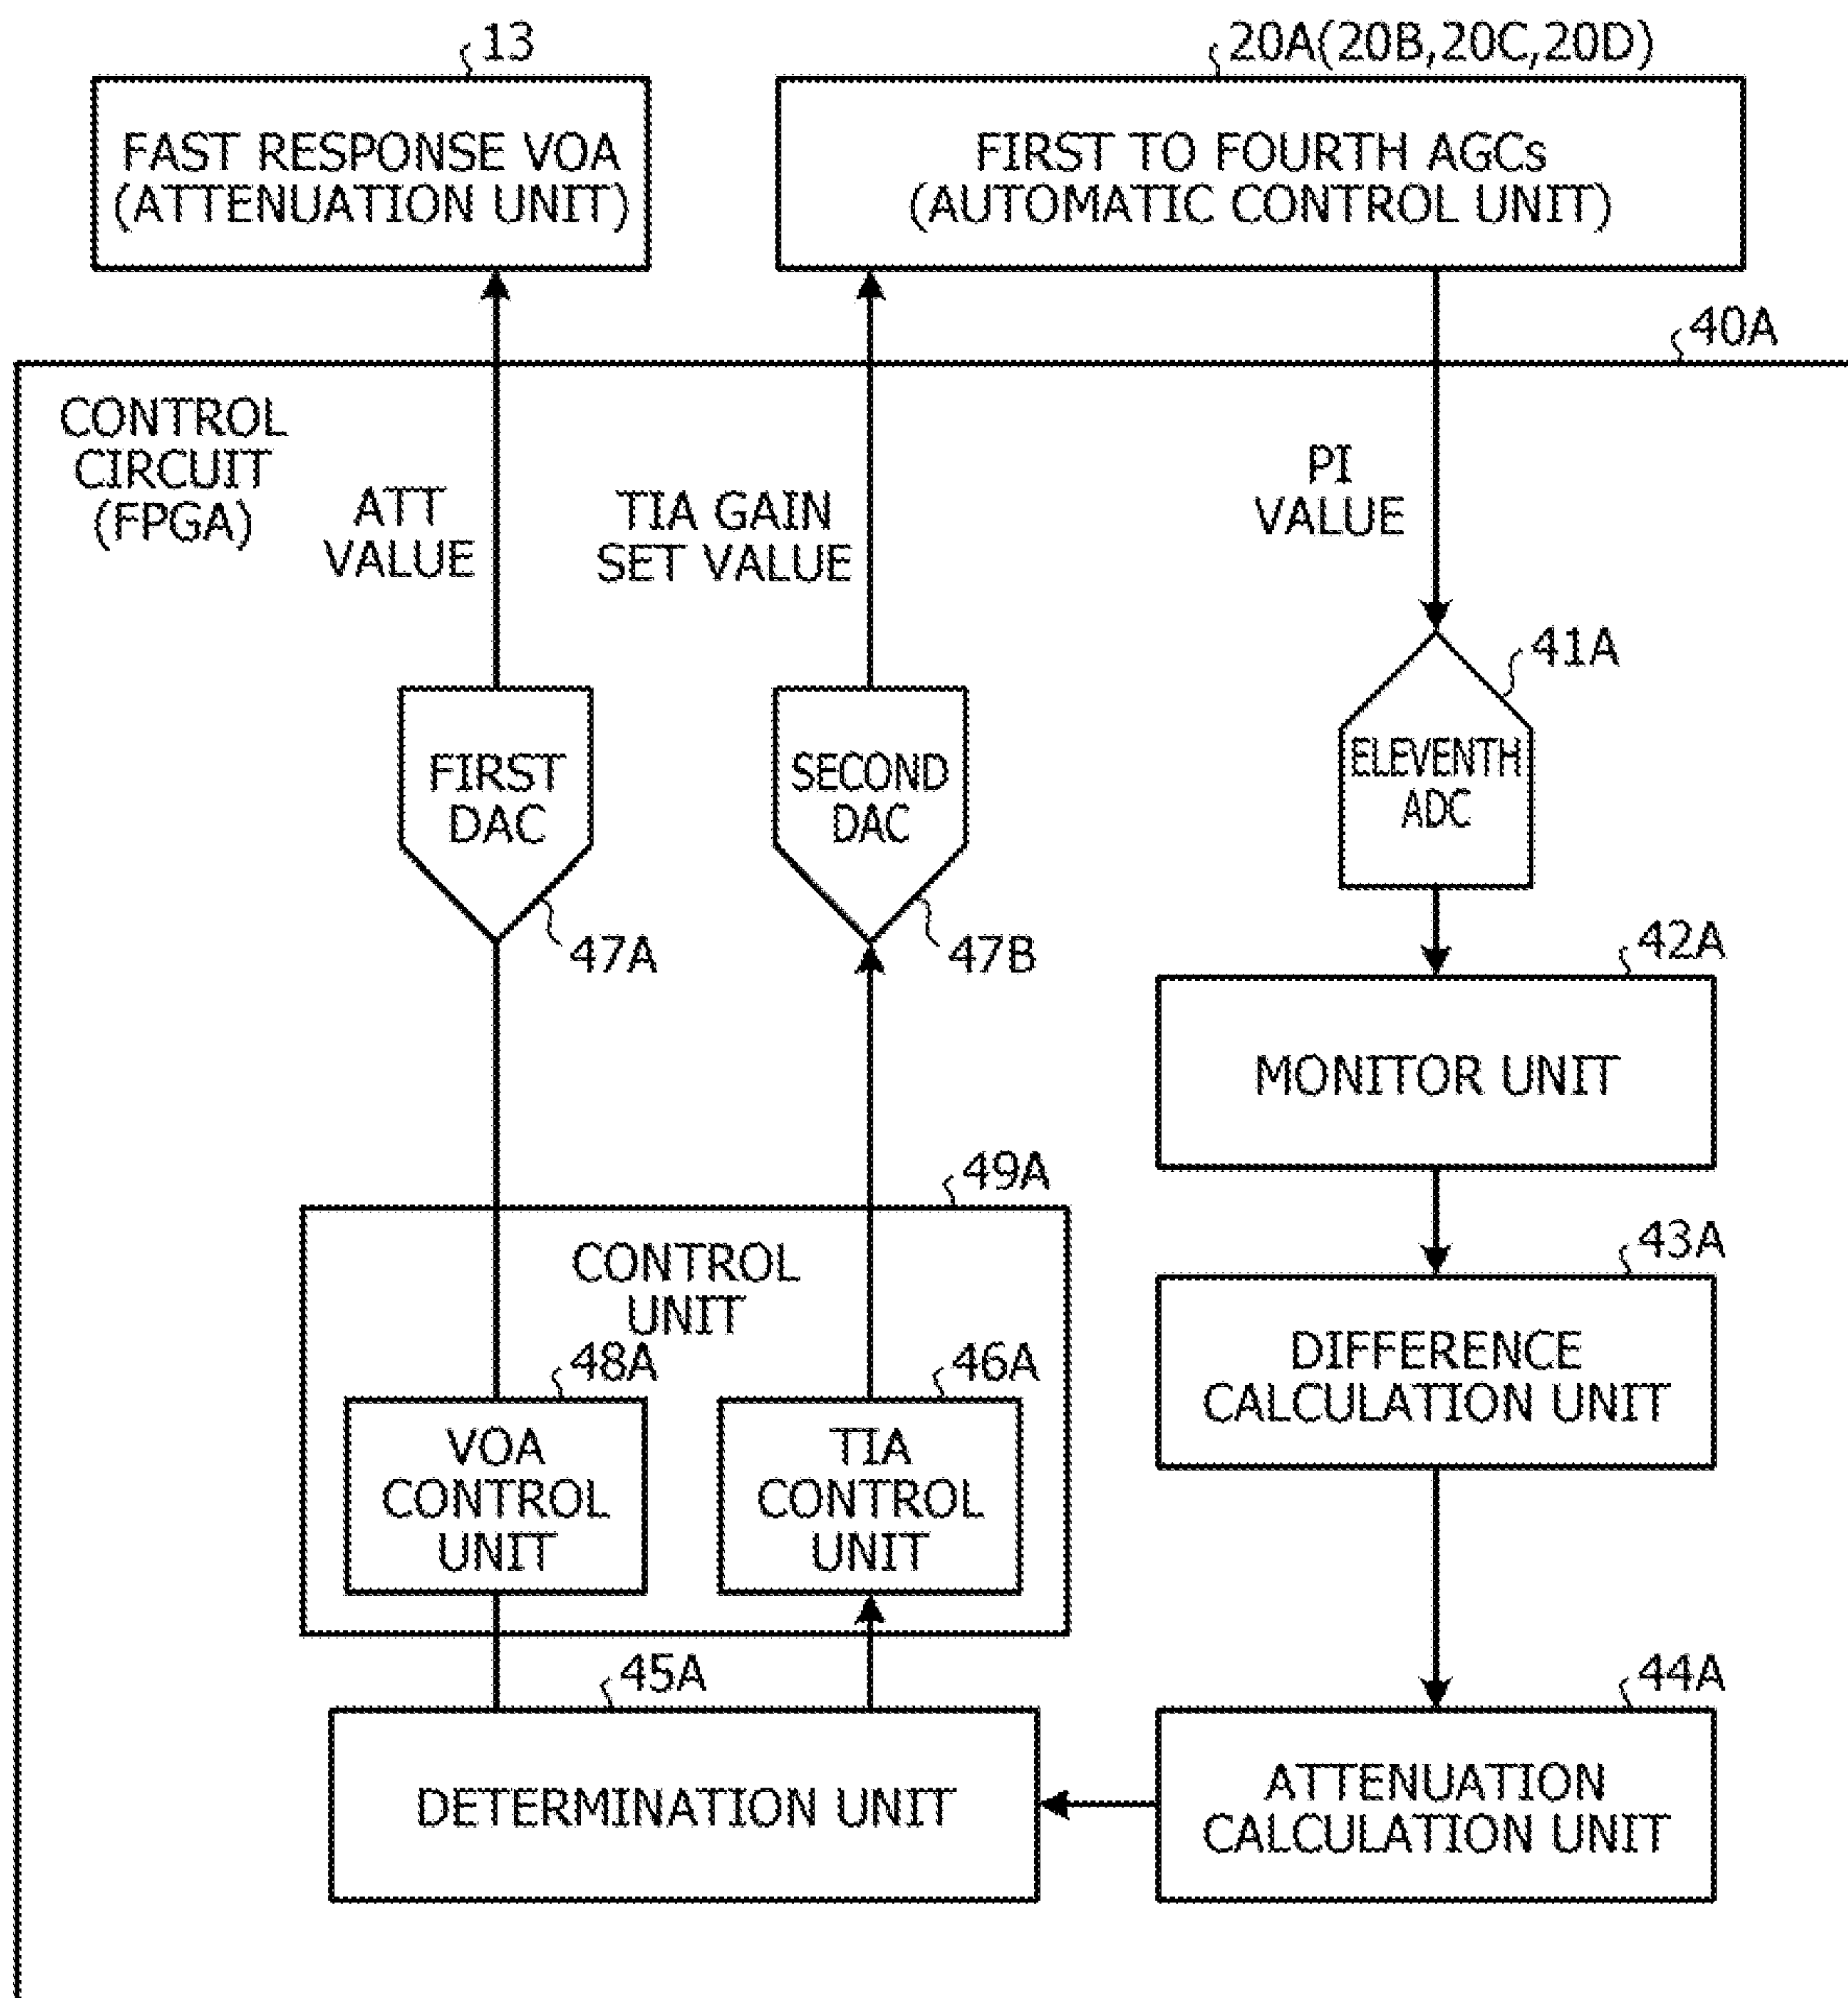 13
20A(20B,20C,20D)
FAST RESPONSE VOA
(ATTENUATION UNIT)
FIRST TO FOURTH AGCs
(AUTOMATIC CONTROL UNIT)
40A
CONTROL
CIRCUIT
(FPGA)
ATT
VALUE
TIA GAIN
SET VALUE
PI
VALUE
41A
FIRST
DAC
SECOND
DAC
ELEVENTH
ADC
47A
47B
42A
MONITOR UNIT
49A
CONTROL
UNIT
43A
DIFFERENCE
CALCULATION UNIT
48A
46A
VOA
CONTROL
UNIT
TIA
CONTROL
UNIT
45A
44A
DETERMINATION UNIT
ATTENUATION
CALCULATION UNIT